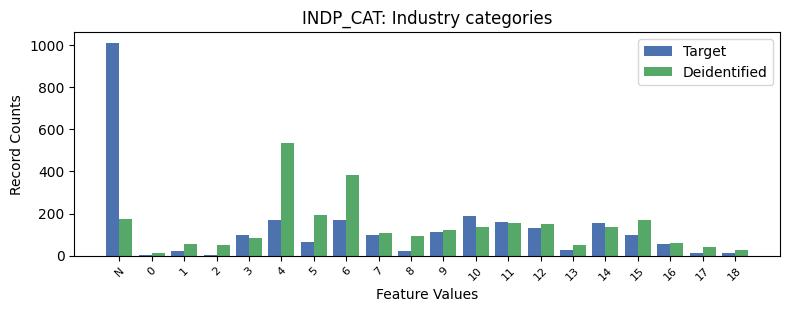 INDP_CAT: Industry categories
Target
Deidentified
Record Counts
1000
800
600
400
200
0
N 0 1 2 3 4 5 6 7 8 9 10 11 12 13 14 15 16 17 18
Feature Values